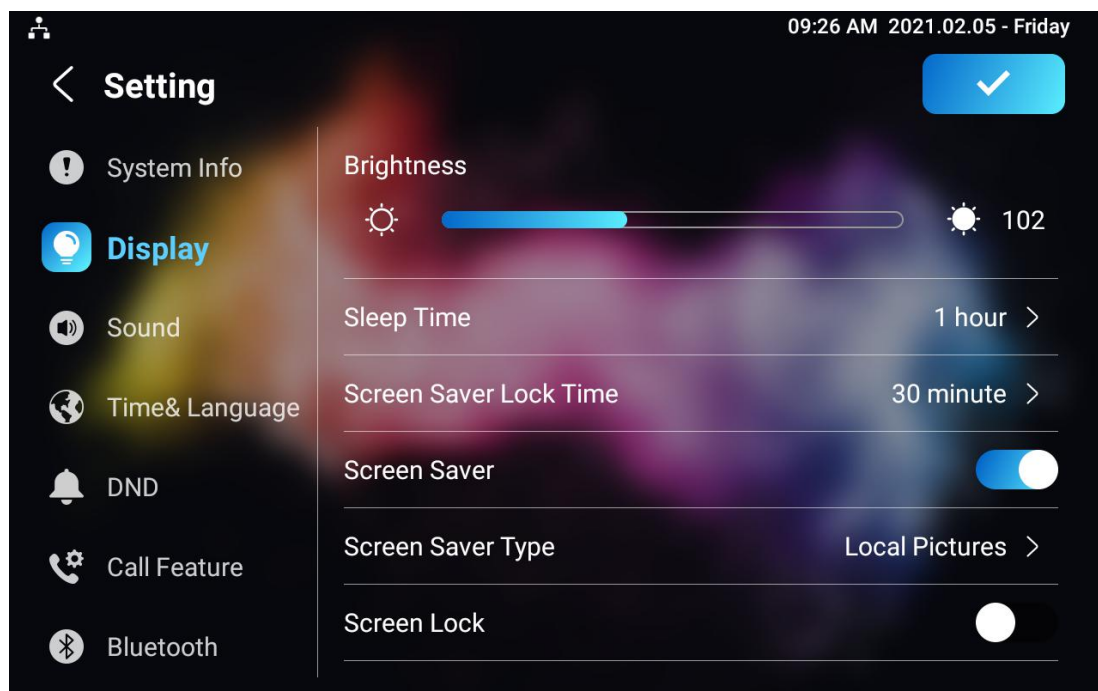 09:26 AM 2021.02.05 - Friday
Setting
System Info
Display
Sound
Time& Language
DND
Call Feature
Bluetooth
Brightness
102
Sleep Time 1 hour
Screen Saver Lock Time 30 minute
Screen Saver
Screen Saver Type Local Pictures
Screen Lock